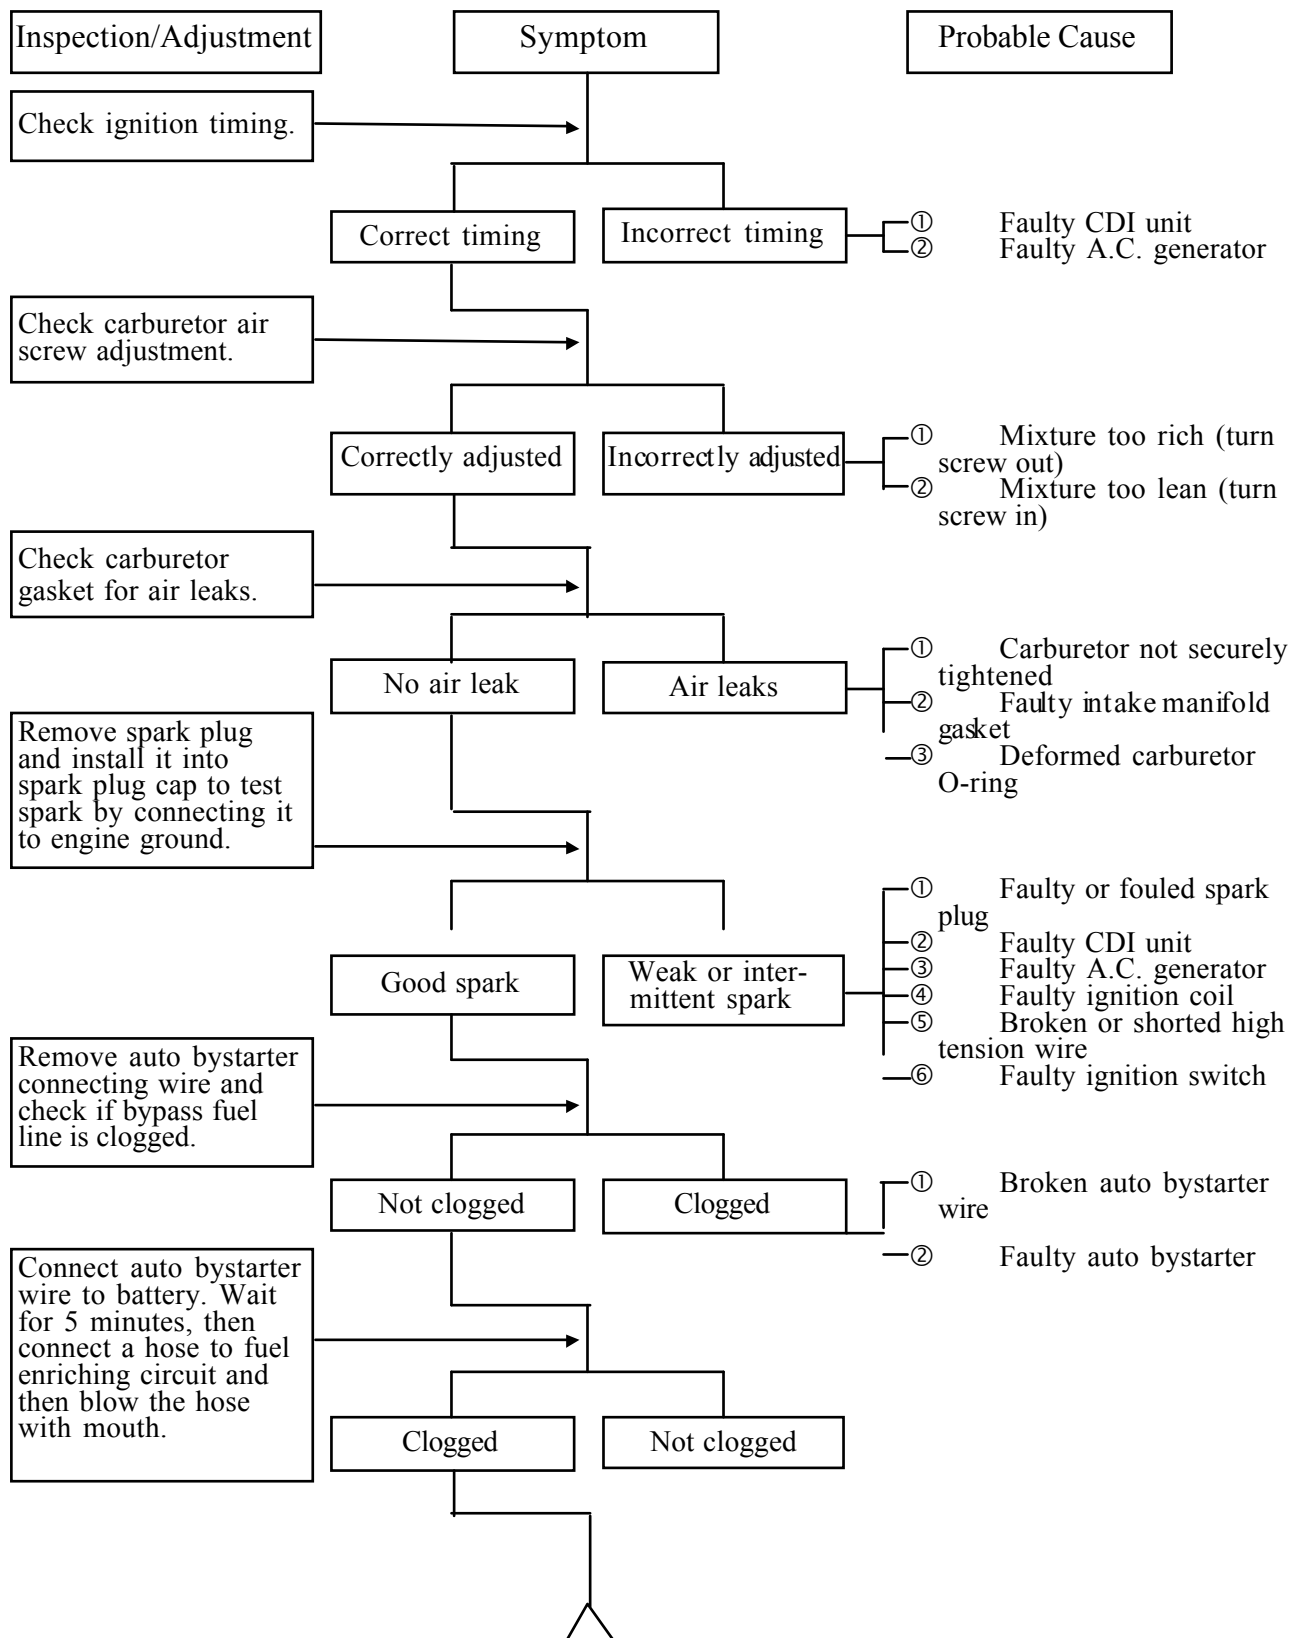 Inspection/Adjustment
Symptom
Probable Cause
Check ignition timing.
Correct timing
Incorrect timing
① Faulty CDI unit
② Faulty A.C. generator
Check carburetor air
screw adjustment.
Correctly adjusted
Incorrectly adjusted
① Mixture too rich (turn
screw out)
② Mixture too lean (turn
screw in)
Check carburetor
gasket for air leaks.
No air leak
Air leaks
① Carburetor not securely
tightened
② Faulty intake manifold
gasket
③ Deformed carburetor
O-ring
Remove spark plug
and install it into
spark plug cap to test
spark by connecting it
to engine ground.
Good spark
Weak or inter-
mittent spark
① Faulty or fouled spark
plug
② Faulty CDI unit
③ Faulty A.C. generator
④ Faulty ignition coil
⑤ Broken or shorted high
tension wire
⑥ Faulty ignition switch
Remove auto bystarter
connecting wire and
check if bypass fuel
line is clogged.
Not clogged
Clogged
① Broken auto bystarter
wire
② Faulty auto bystarter
Connect auto bystarter
wire to battery. Wait
for 5 minutes, then
connect a hose to fuel
enriching circuit and
then blow the hose
with mouth.
Clogged
Not clogged